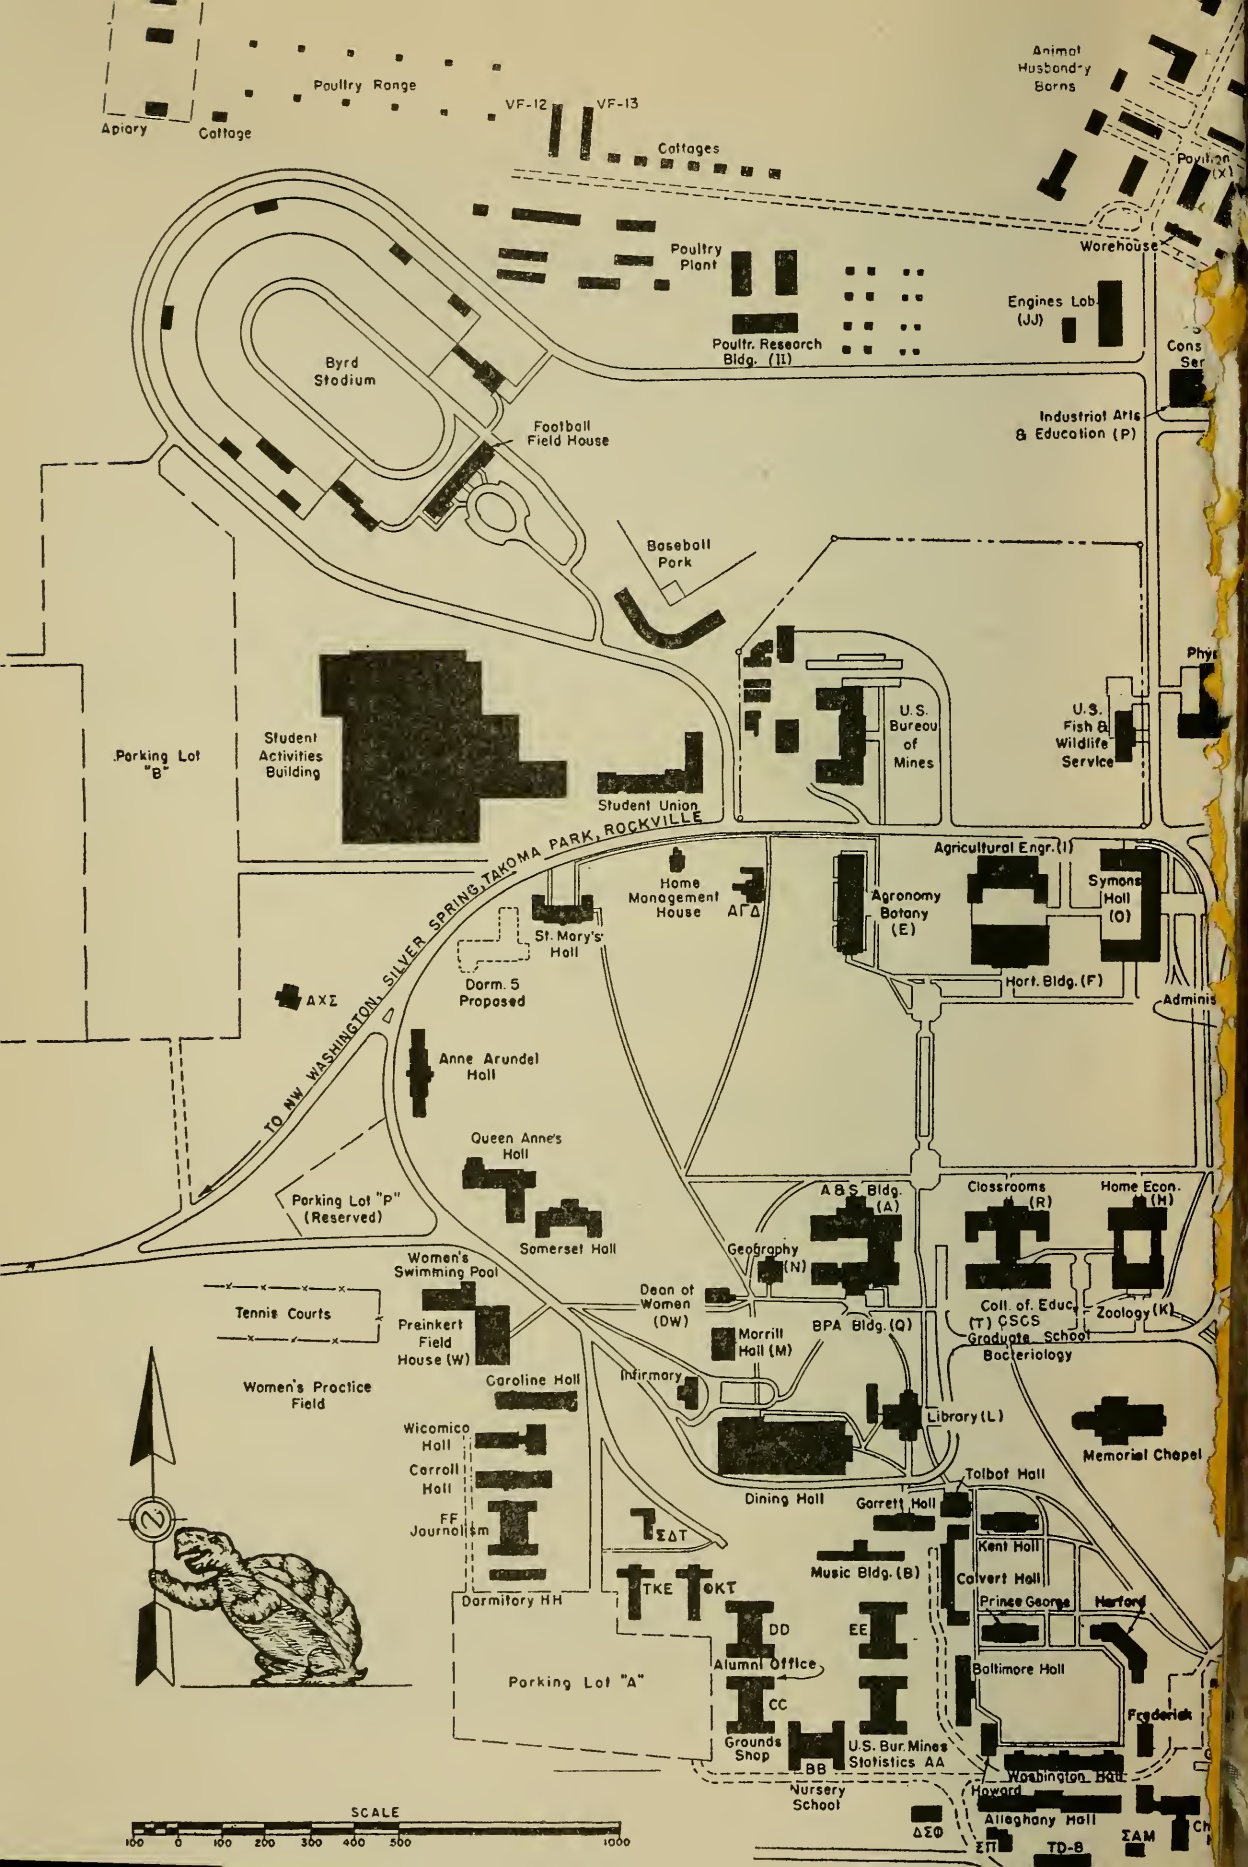 Animal
Husbandry
Barns
Poultry Range
VF-12
VF-13
Apiary
Cottage
Cottages
Pavilion
(X)
Warehouse
Poultry
Plant
Engines Lab.
(JJ)
Poultr. Research
Bldg. (II)
Cons
Ser
Byrd
Stadium
Industrial Arts
& Education (P)
Football
Field House
Baseball
Park
Phys
U.S.
Bureau
of
Mines
U.S.
Fish &
Wildlife
Service
Parking Lot
"B"
Student
Activities
Building
Student Union
TO NW WASHINGTON, SILVER SPRING, TAKOMA PARK, ROCKVILLE
Home
Management
House
ΑΓΔ
Agricultural Engr. (I)
Symons
Hall
(O)
Agronomy
Botany
(E)
St. Mary's
Hall
Dorm. 5
Proposed
Hort. Bldg. (F)
Adminis
ΑΧΣ
Anne Arundel
Hall
Queen Anne's
Hall
Parking Lot "P"
(Reserved)
Somerset Hall
A & S Bldg.
(A)
Classrooms
(R)
Home Econ.
(H)
Geography
(N)
Women's
Swimming Pool
Dean of
Women
(DW)
Tennis Courts
Preinkert
Field
House (W)
BPA Bldg. (Q)
Coll. of Educ.
(T) CSCS
Graduate School
Bacteriology
Zoology (K)
Morrill
Hall (M)
Women's Practice
Field
Caroline Hall
Infirmary
Library (L)
Memorial Chapel
Wicomico
Hall
Carroll
Hall
FF
Journalism
Dining Hall
Talbot Hall
Garrett Hall
Kent Hall
N
ΣΔΤ
Music Bldg. (B)
Calvert Hall
Prince George
Harford
Dormitory HH
TKE
ΦΚΤ
DD
EE
Alumni Office
Baltimore Hall
Parking Lot "A"
CC
Grounds
Shop
BB
Nursery
School
U.S. Bur. Mines
Statistics AA
Frederick
Washington Hall
Howard
Alleghany Hall
Ch
ΔΣΦ
ΣΠ
TD-8
ΣΑΜ
SCALE
100 0 100 200 300 400 500 1000